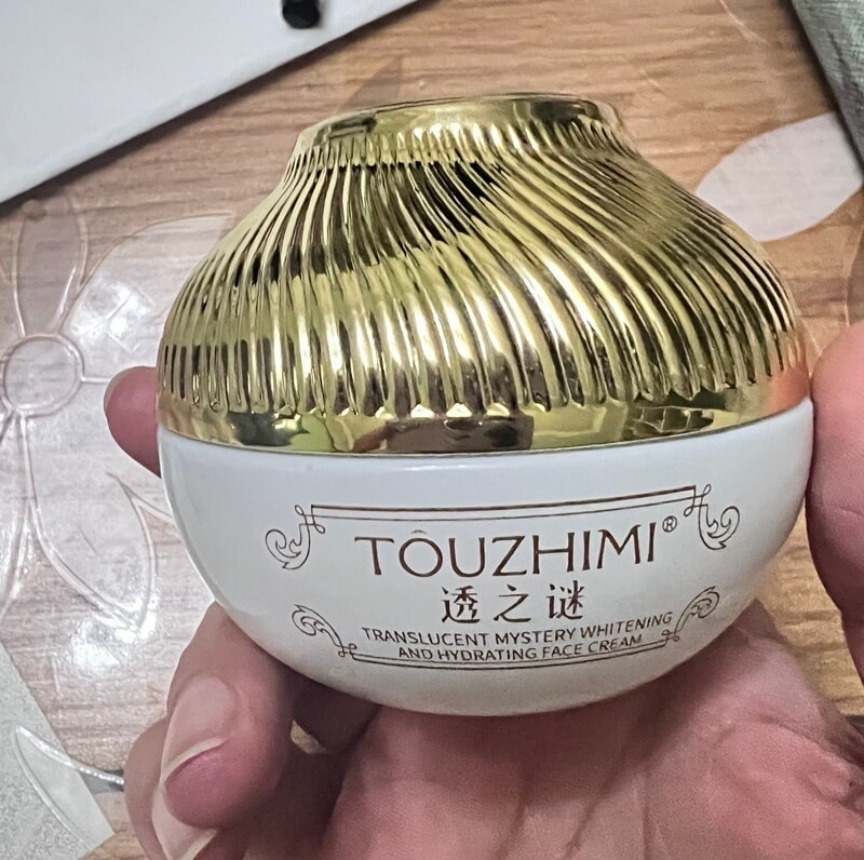 TOUZHIMI®
透之谜
TRANSLUCENT MYSTERY WHITENING
AND HYDRATING FACE CREAM